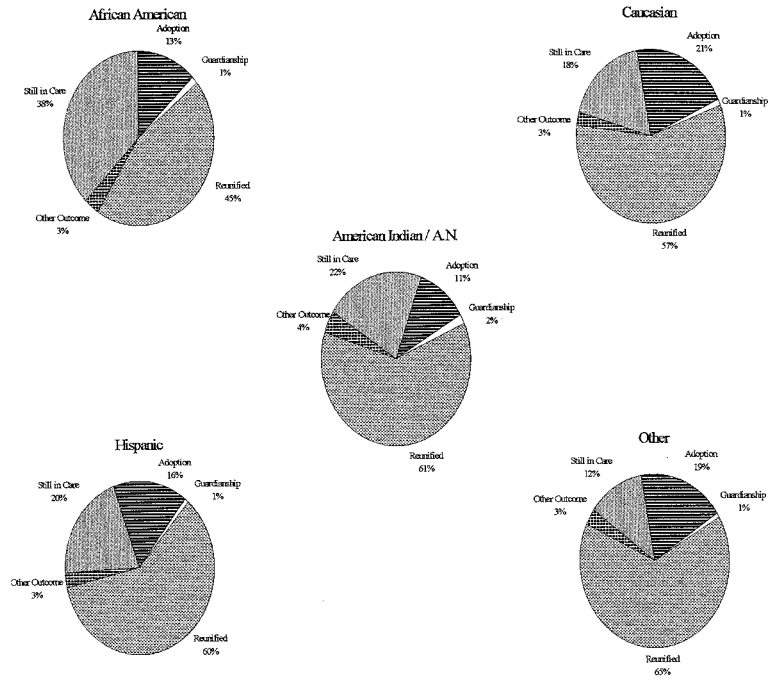 African American
Adoption
13%
Guardianship
1%
Still in Care
38%
Reunified
45%
Other Outcome
3%
Caucasian
Adoption
21%
Still in Care
18%
Guardianship
1%
Other Outcome
3%
Reunified
57%
American Indian / A.N.
Still in Care
22%
Adoption
11%
Guardianship
2%
Other Outcome
4%
Reunified
61%
Hispanic
Adoption
16%
Still in Care
20%
Guardianship
1%
Other Outcome
3%
Reunified
60%
Other
Adoption
19%
Still in Care
12%
Guardianship
1%
Other Outcome
3%
Reunified
65%